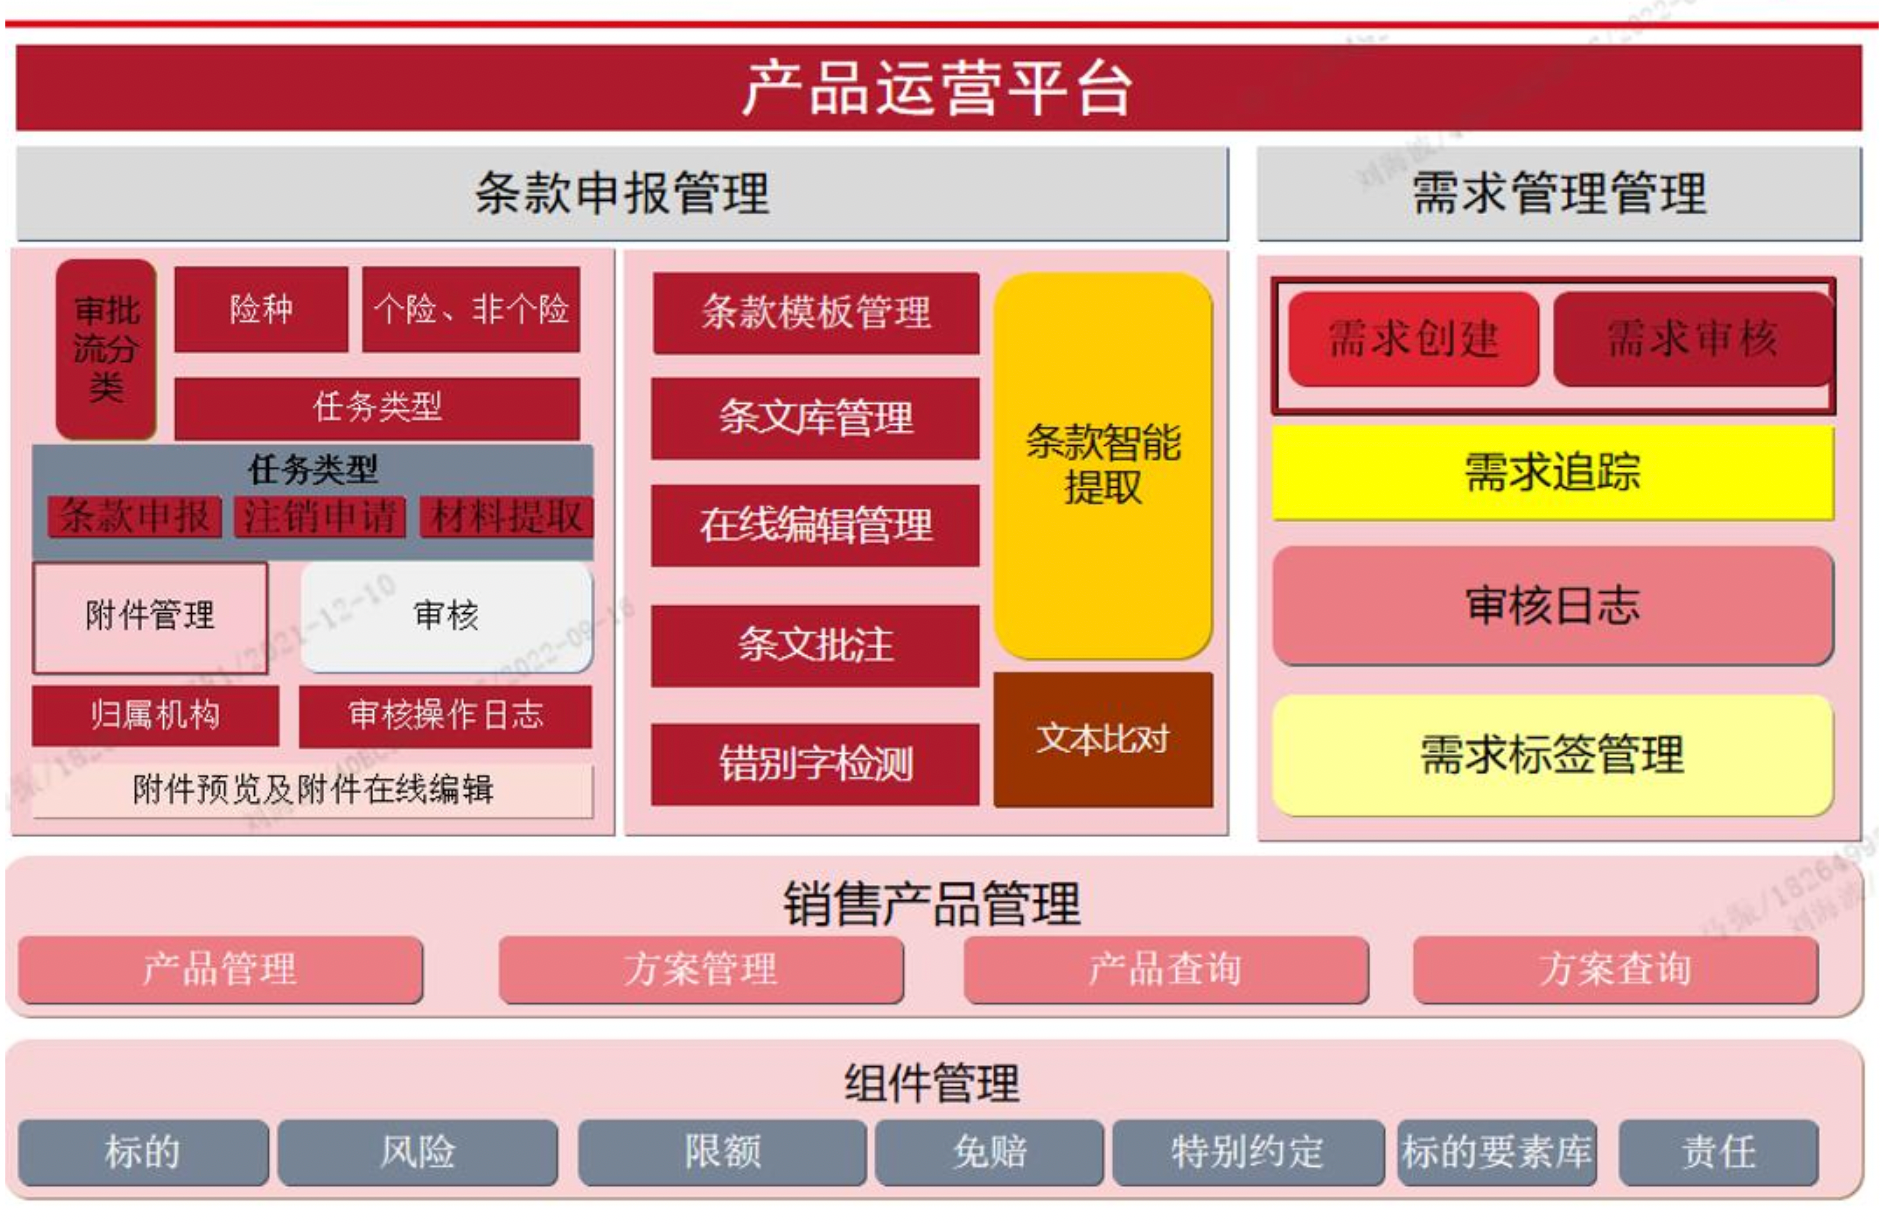 产品运营平台
条款申报管理
需求管理管理
审批
流分
类
险种
个险、非个险
任务类型
任务类型
条款申报
注销申请
材料提取
附件管理
审核
归属机构
审核操作日志
附件预览及附件在线编辑
条款模板管理
条文库管理
在线编辑管理
条文批注
错别字检测
条款智能
提取
文本比对
需求创建
需求审核
需求追踪
审核日志
需求标签管理
销售产品管理
产品管理
方案管理
产品查询
方案查询
组件管理
标的
风险
限额
免赔
特别约定
标的要素库
责任